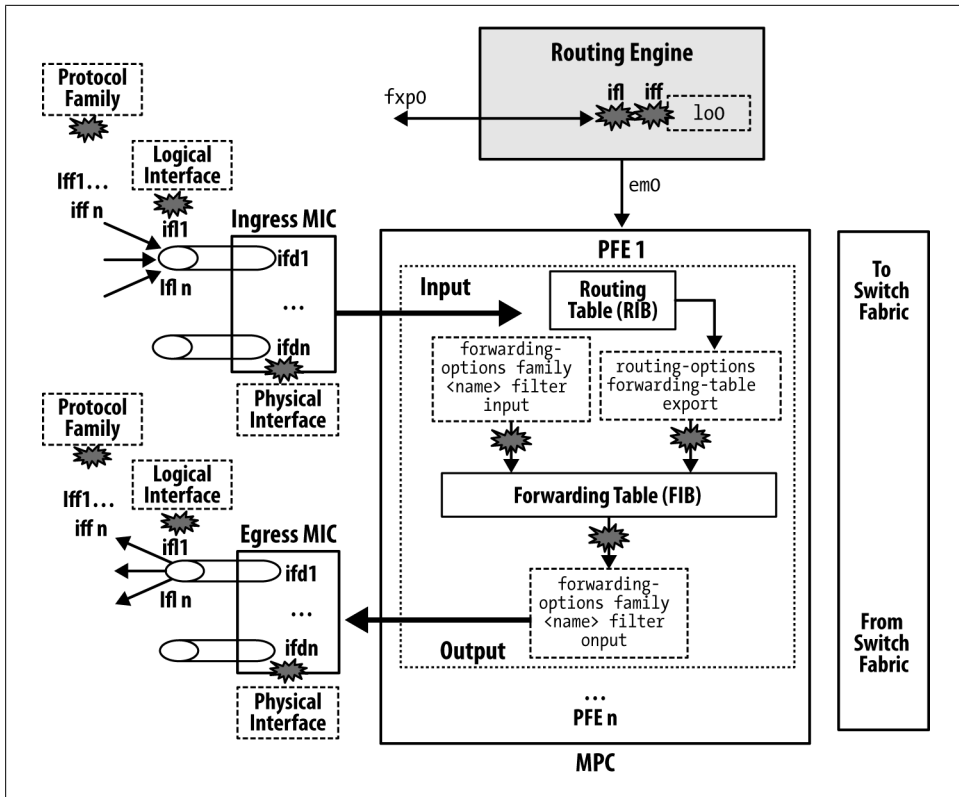 Routing Engine
ifl iff
lo0
fxp0
em0
Protocol
Family
Iff1...
iff n
Logical
Interface
ifl1
Ifl n
Ingress MIC
ifd1
...
ifdn
Physical
Interface
PFE 1
Input
Routing
Table (RIB)
forwarding-
options family
<name> filter
input
routing-options
forwarding-table
export
Forwarding Table (FIB)
forwarding-
options family
<name> filter
onput
Output
...
PFE n
MPC
To
Switch
Fabric
From
Switch
Fabric
Protocol
Family
Iff1...
iff n
Logical
Interface
ifl1
Ifl n
Egress MIC
ifd1
...
ifdn
Physical
Interface